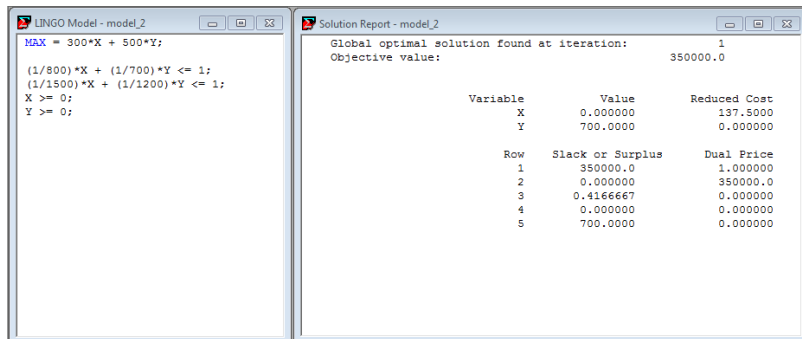 LINGO Model - model_2
MAX = 300*X + 500*Y;
(1/800)*X + (1/700)*Y <= 1;
(1/1500)*X + (1/1200)*Y <= 1;
X >= 0;
Y >= 0;
Solution Report - model_2
Global optimal solution found at iteration: 1
Objective value: 350000.0
Variable Value Reduced Cost
X 0.000000 137.5000
Y 700.0000 0.000000
Row Slack or Surplus Dual Price
1 350000.0 1.000000
2 0.000000 350000.0
3 0.4166667 0.000000
4 0.000000 0.000000
5 700.0000 0.000000